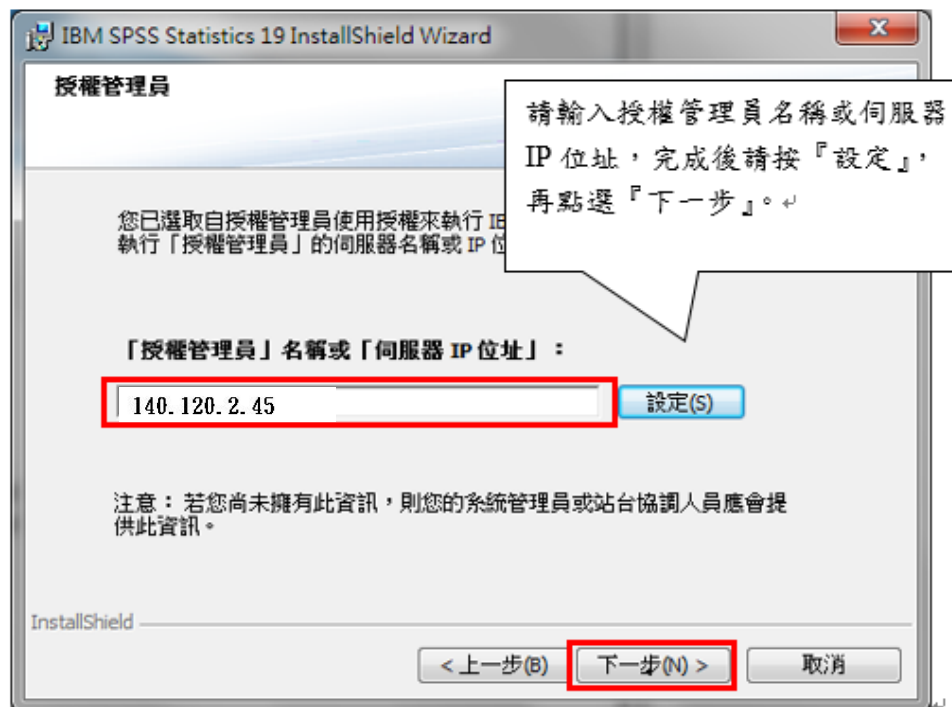 IBM SPSS Statistics 19 InstallShield Wizard
授權管理員
請輸入授權管理員名稱或伺服器
IP 位址，完成後請按『設定』，
再點選『下一步』。
您已選取自授權管理員使用授權來執行 IB
執行「授權管理員」的伺服器名稱或 IP 位
「授權管理員」名稱或「伺服器 IP 位址」：
140.120.2.45
設定(S)
注意： 若您尚未擁有此資訊，則您的系統管理員或站台協調人員應會提
供此資訊。
InstallShield
< 上一步(B)
下一步(N) >
取消